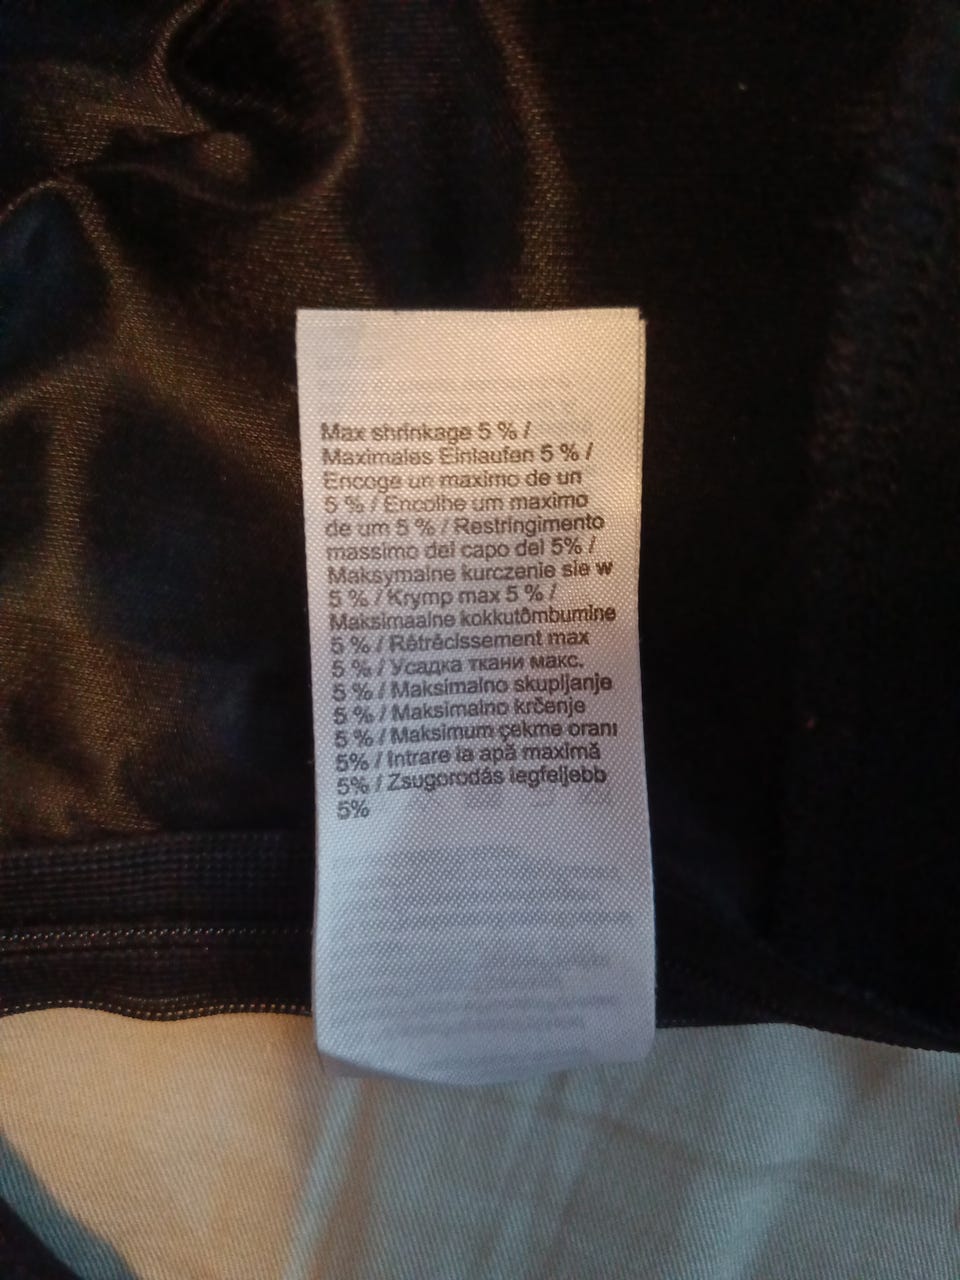 Max shrinkage 5 % /
Maximales Einlaufen 5 % /
Encoge un maximo de un
5 % / Encolhe um maximo
de um 5 % / Restringimento
massimo del capo del 5% /
Maksymalne kurczenie sie w
5 % / Krymp max 5 % /
Maksimaalne kokkutõmbumine
5 % / Rétrécissement max
5 % / Усадка ткани макс.
5 % / Maksimalno skupljanje
5 % / Maksimalno krčenje
5 % / Maksimum çekme oranı
5% / Intrare la apă maximă
5% / Zsugorodás legfeljebb
5%